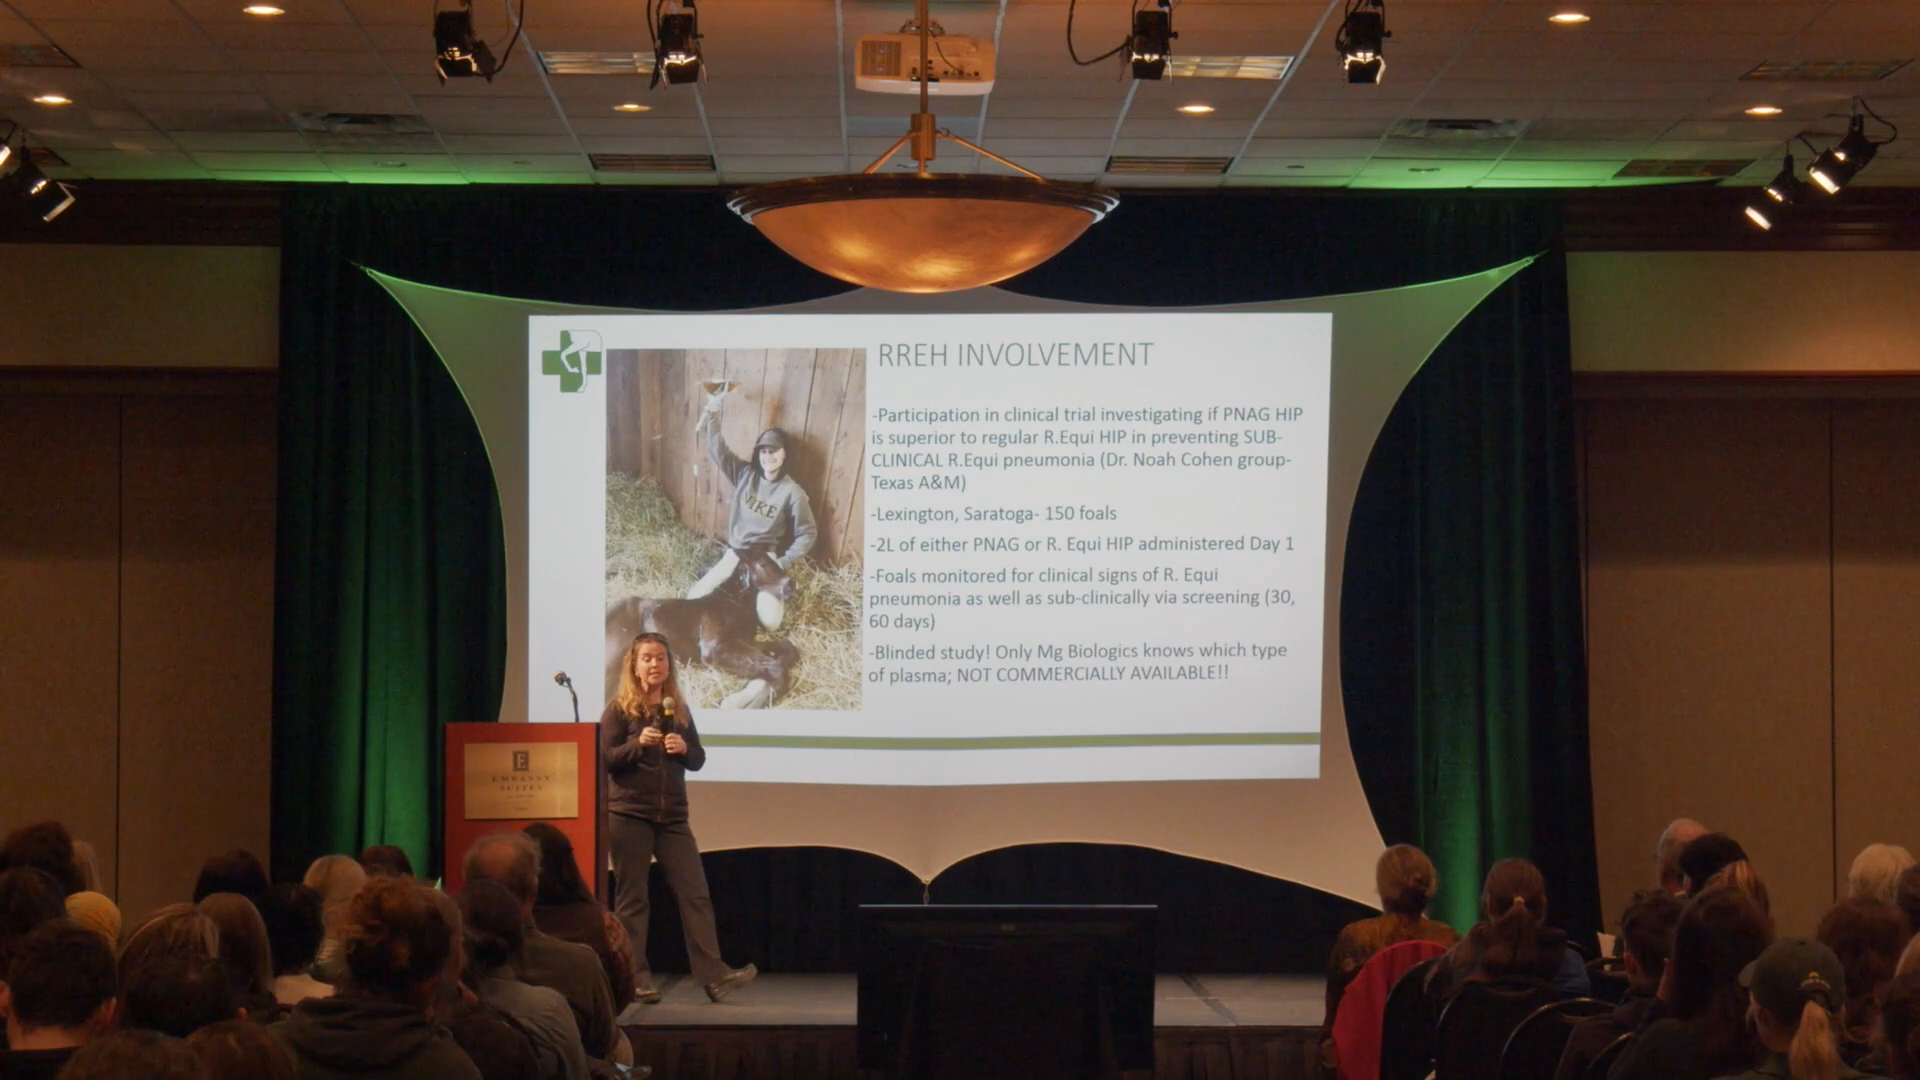 RREH INVOLVEMENT
-Participation in clinical trial investigating if PNAG HIP
is superior to regular R.Equi HIP in preventing SUB-
CLINICAL R.Equi pneumonia (Dr. Noah Cohen group-
Texas A&M)
-Lexington, Saratoga- 150 foals
-2L of either PNAG or R. Equi HIP administered Day 1
-Foals monitored for clinical signs of R. Equi
pneumonia as well as sub-clinically via screening (30,
60 days)
-Blinded study! Only Mg Biologics knows which type
of plasma; NOT COMMERCIALLY AVAILABLE!!
NIKE
E
EMBASSY
SUITES